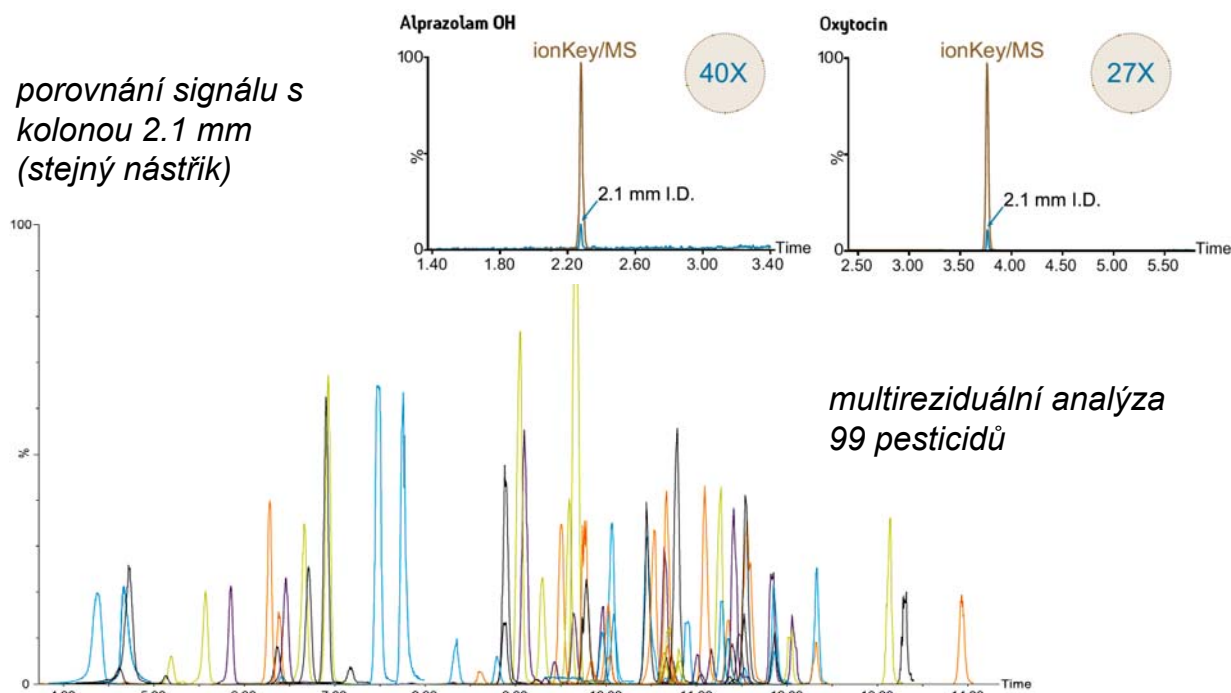 Alprazolam OH
ionKey/MS
40X
100
%
2.1 mm I.D.
0
Time
1.40 1.80 2.20 2.60 3.00 3.40
Oxytocin
ionKey/MS
27X
100
%
2.1 mm I.D.
0
Time
2.50 3.00 3.50 4.00 4.50 5.00 5.50
porovnání signálu s
kolonou 2.1 mm
(stejný nástřik)
100
%
0
multireziduální analýza
99 pesticidů
Time